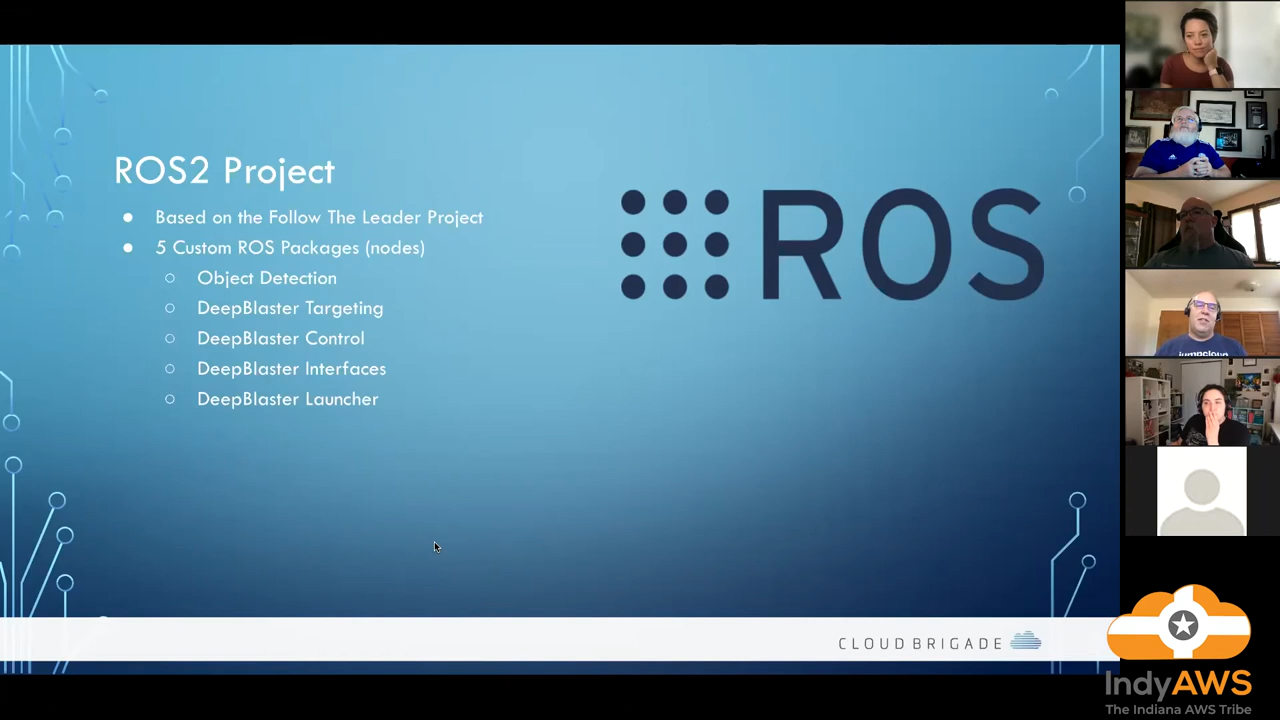 ROS2 Project
Based on the Follow The Leader Project
5 Custom ROS Packages (nodes)
Object Detection
DeepBlaster Targeting
DeepBlaster Control
DeepBlaster Interfaces
DeepBlaster Launcher
ROS
CLOUD BRIGADE
jumpcloud
IndyAWS
The Indiana AWS Tribe